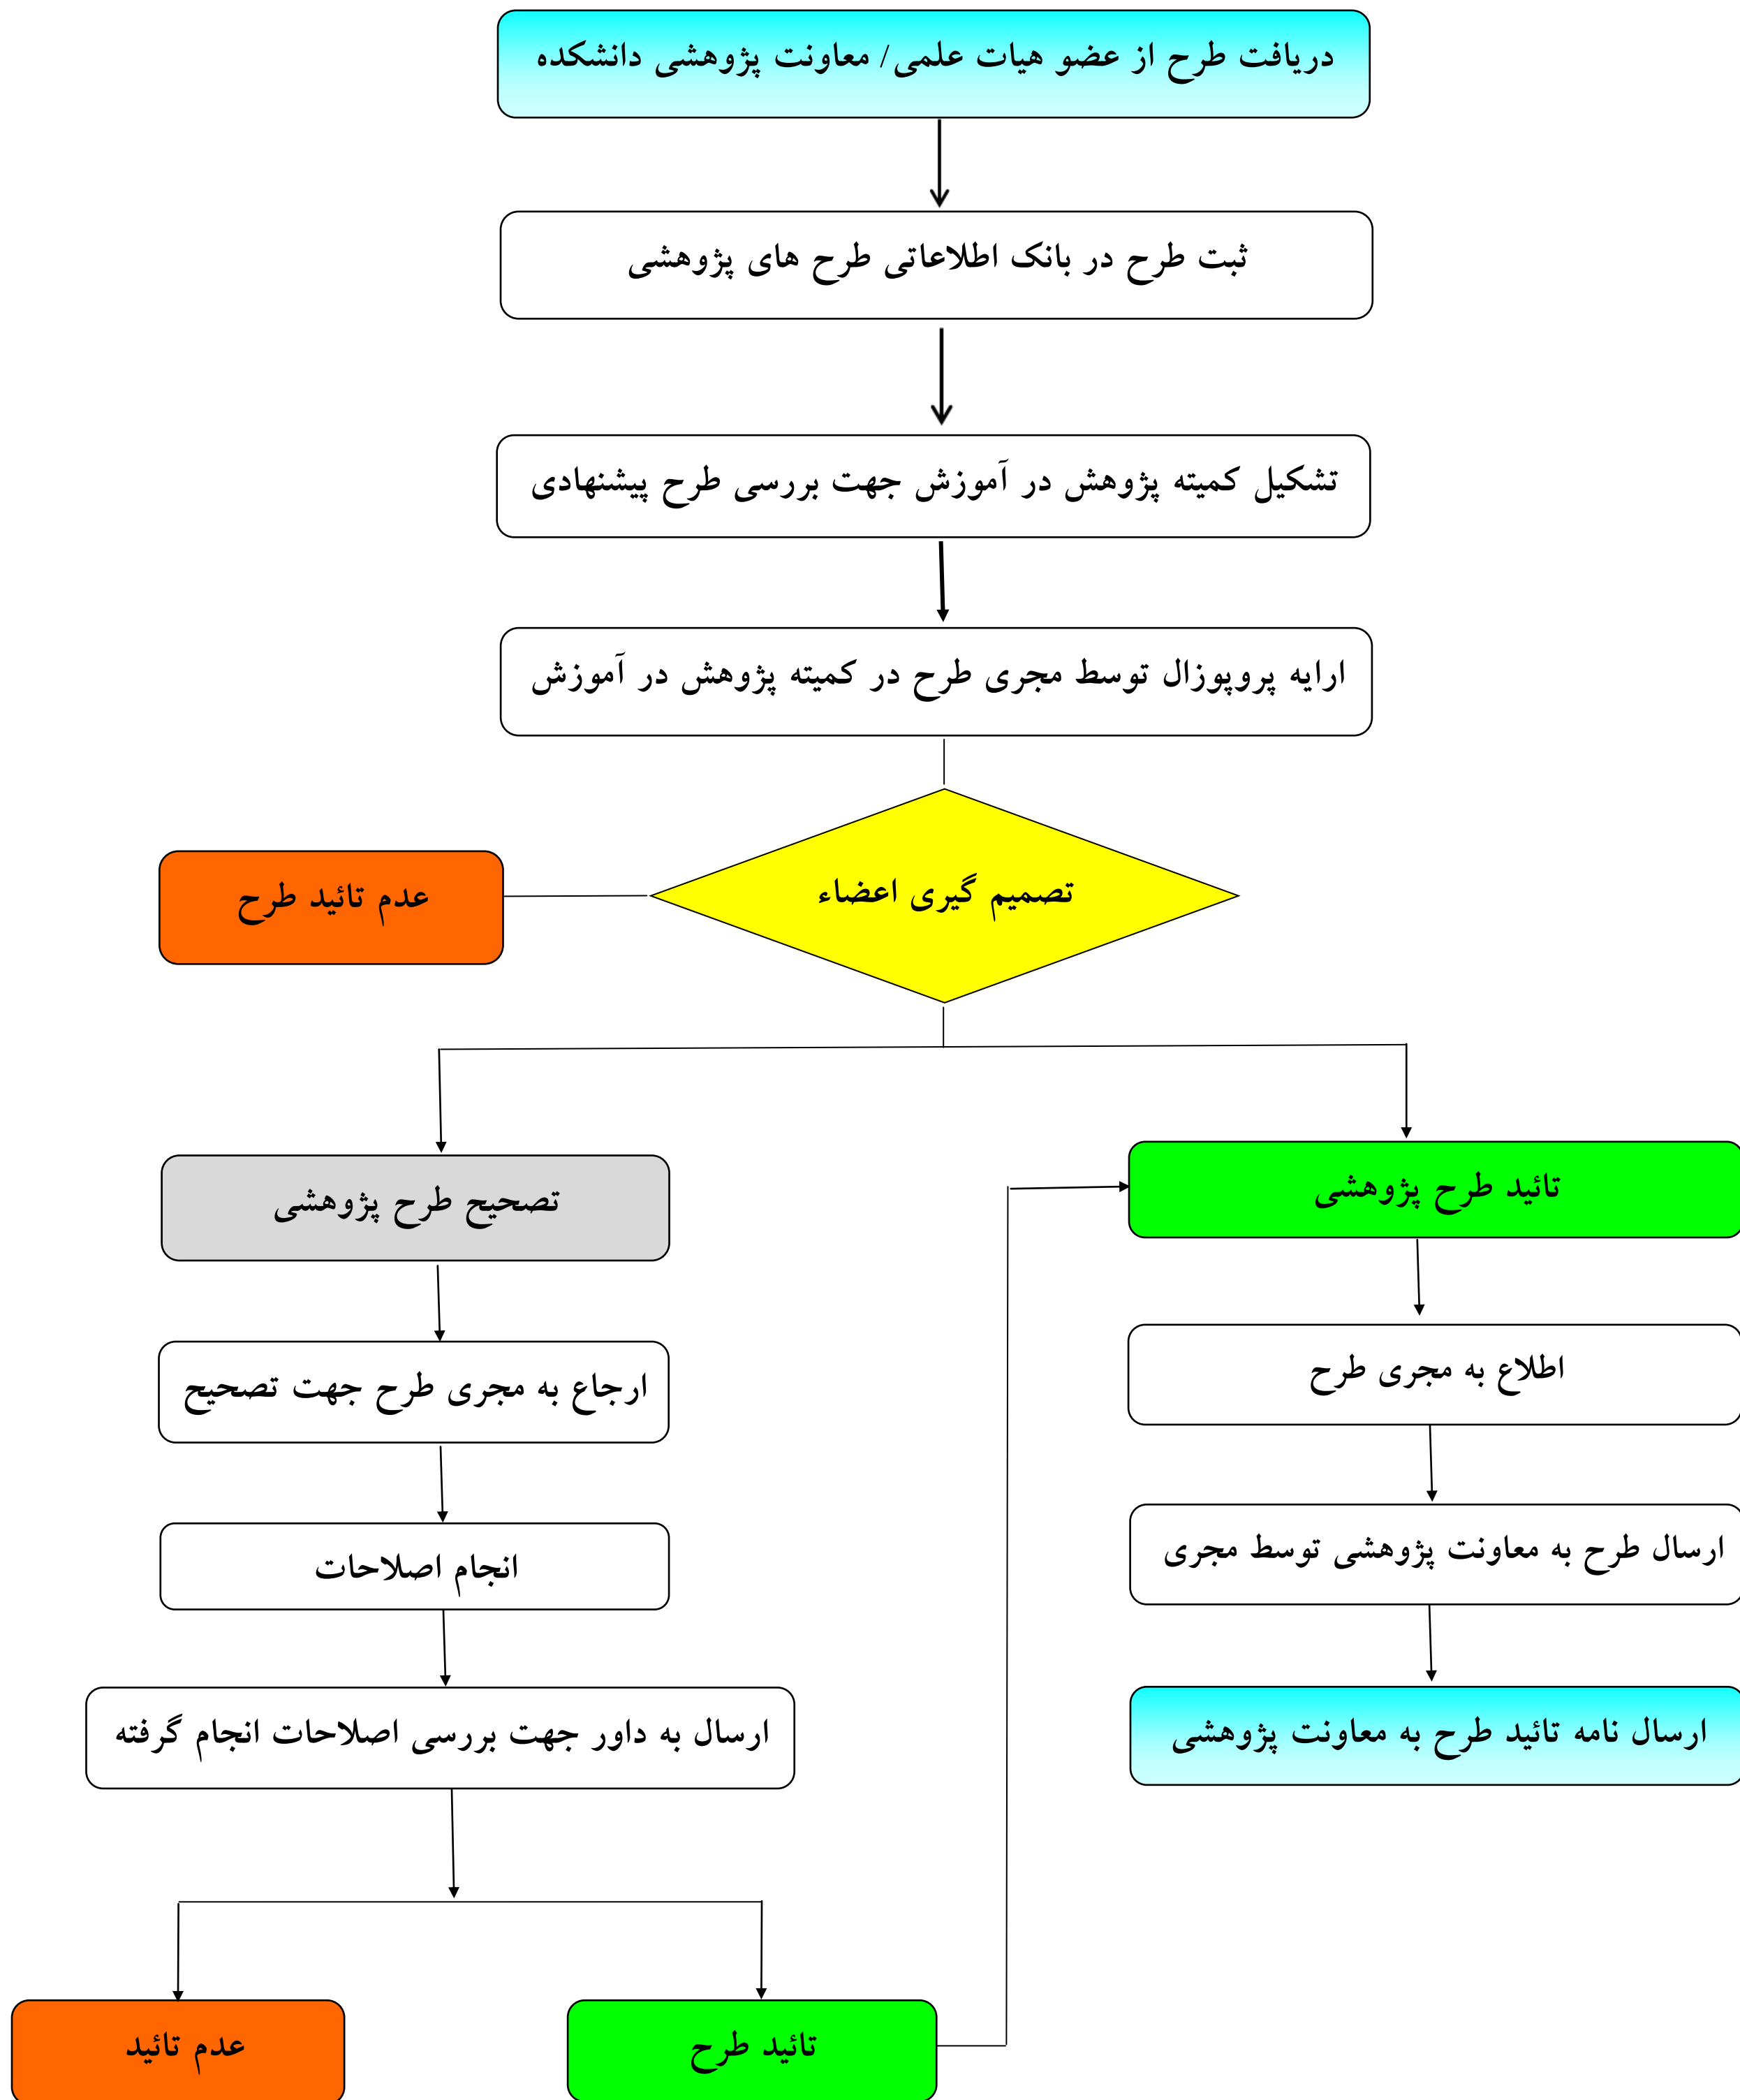 دریافت طرح از عضو هیات علمی/ معاونت پژوهشی دانشکده
ثبت طرح در بانک اطلاعاتی طرح های پژوهشی
تشکیل کمیته پژوهش در آموزش جهت بررسی طرح پیشنهادی
ارایه پروپوزال توسط مجری طرح در کمیته پژوهش در آموزش
تصمیم گیری اعضاء
عدم تائید طرح
تائید طرح پژوهشی
اطلاع به مجری طرح
ارسال طرح به معاونت پژوهشی توسط مجری
ارسال نامه تائید طرح به معاونت پژوهشی
تصحیح طرح پژوهشی
ارجاع به مجری طرح جهت تصحیح
انجام اصلاحات
ارسال به داور جهت بررسی اصلاحات انجام گرفته
تائید طرح
عدم تائید